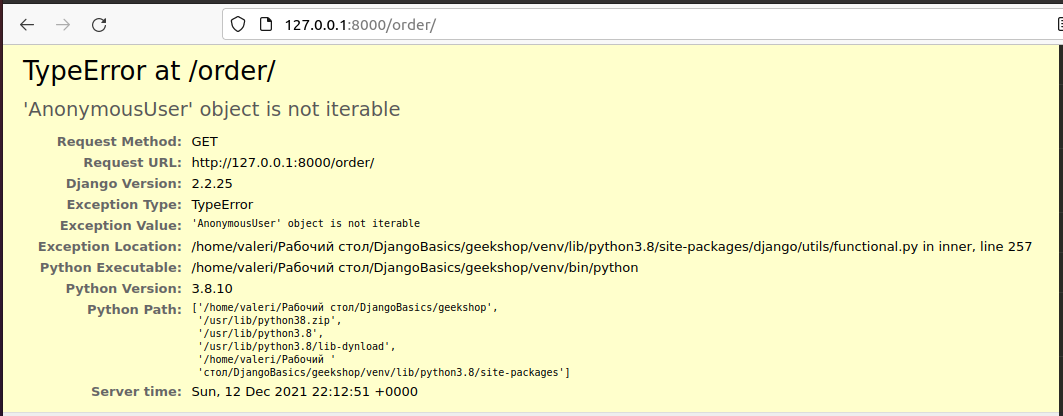 127.0.0.1:8000/order/
TypeError at /order/
'AnonymousUser' object is not iterable
Request Method: GET
Request URL: http://127.0.0.1:8000/order/
Django Version: 2.2.25
Exception Type: TypeError
Exception Value: 'AnonymousUser' object is not iterable
Exception Location: /home/valeri/Рабочий стол/DjangoBasics/geekshop/venv/lib/python3.8/site-packages/django/utils/functional.py in inner, line 257
Python Executable: /home/valeri/Рабочий стол/DjangoBasics/geekshop/venv/bin/python
Python Version: 3.8.10
Python Path: ['/home/valeri/Рабочий стол/DjangoBasics/geekshop',
'/usr/lib/python38.zip',
'/usr/lib/python3.8',
'/usr/lib/python3.8/lib-dynload',
'/home/valeri/Рабочий '
'стол/DjangoBasics/geekshop/venv/lib/python3.8/site-packages']
Server time: Sun, 12 Dec 2021 22:12:51 +0000